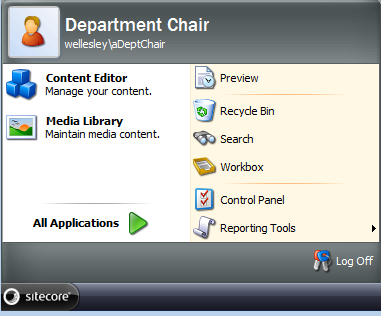 Department Chair
wellesley\aDeptChair
Content Editor
Manage your content.
Media Library
Maintain media content.
All Applications
Preview
Recycle Bin
Search
Workbox
Control Panel
Reporting Tools
Log Off
sitecore